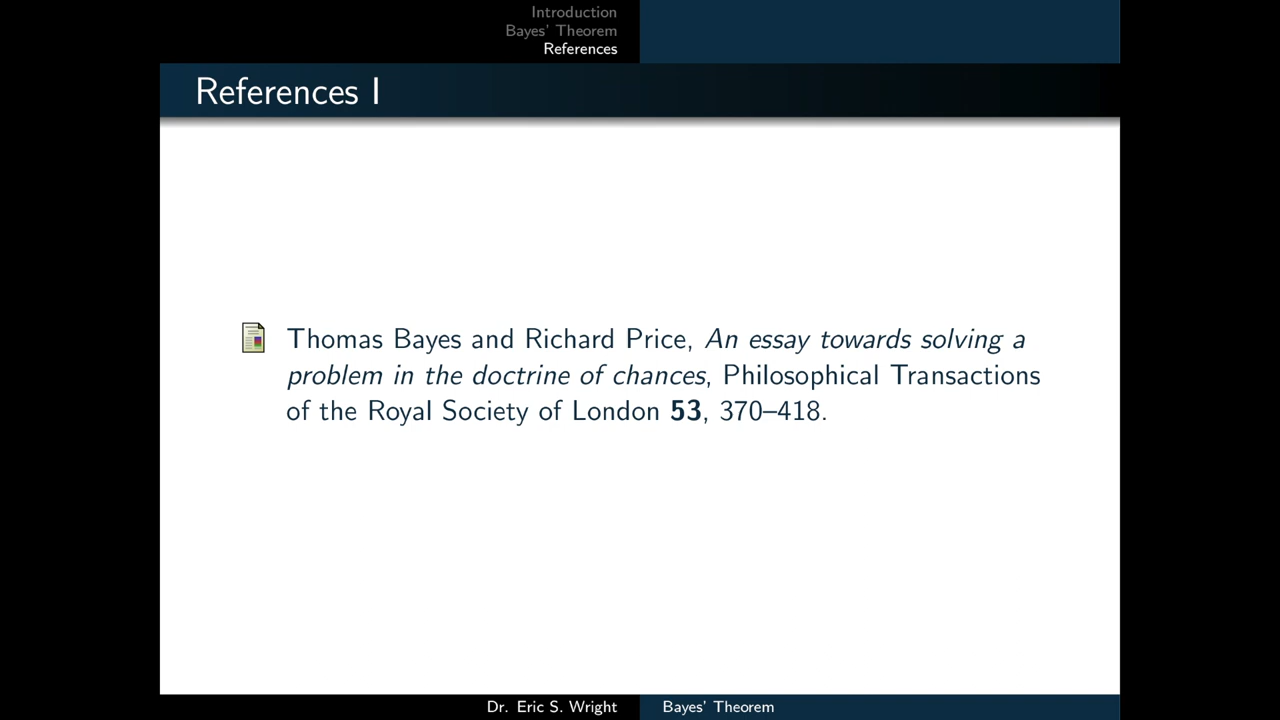 Introduction
Bayes' Theorem
References
References I
Thomas Bayes and Richard Price, An essay towards solving a
problem in the doctrine of chances, Philosophical Transactions
of the Royal Society of London 53, 370–418.
Dr. Eric S. Wright
Bayes' Theorem